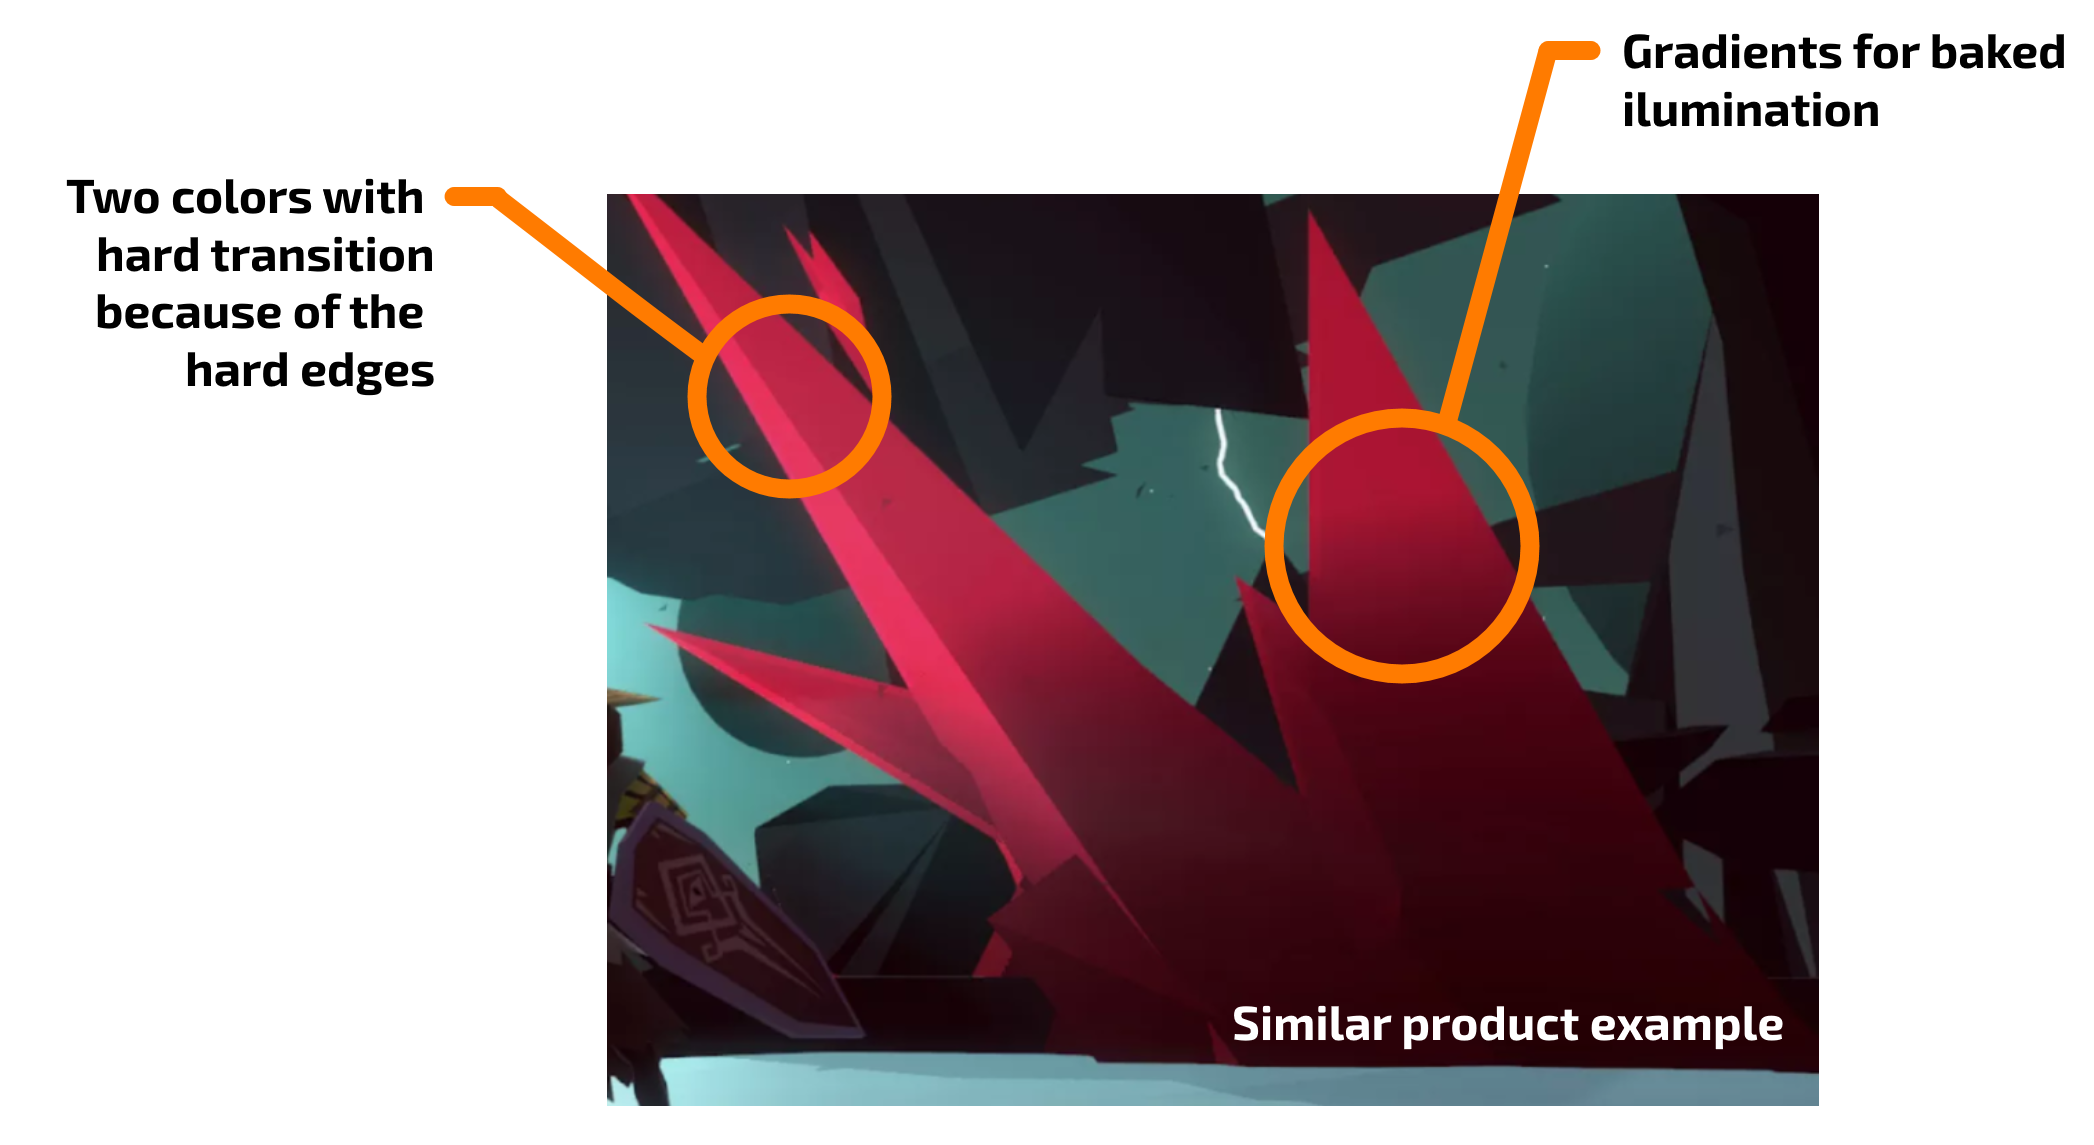 Gradients for baked
ilumination
Two colors with
hard transition
because of the
hard edges
Similar product example